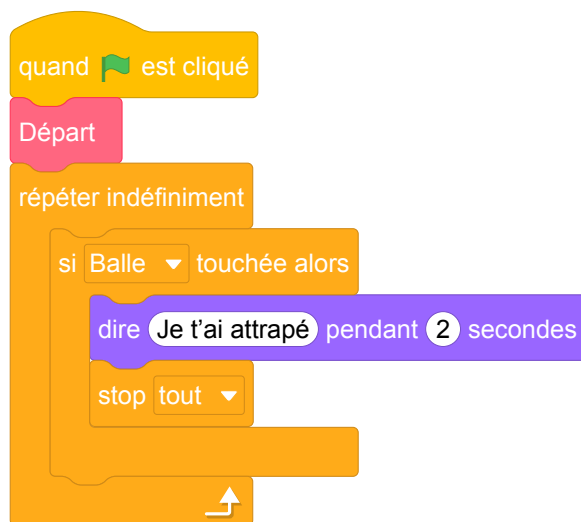 quand est cliqué
Départ
répéter indéfiniment
si Balle touchée alors
dire Je t'ai attrapé pendant 2 secondes
stop tout